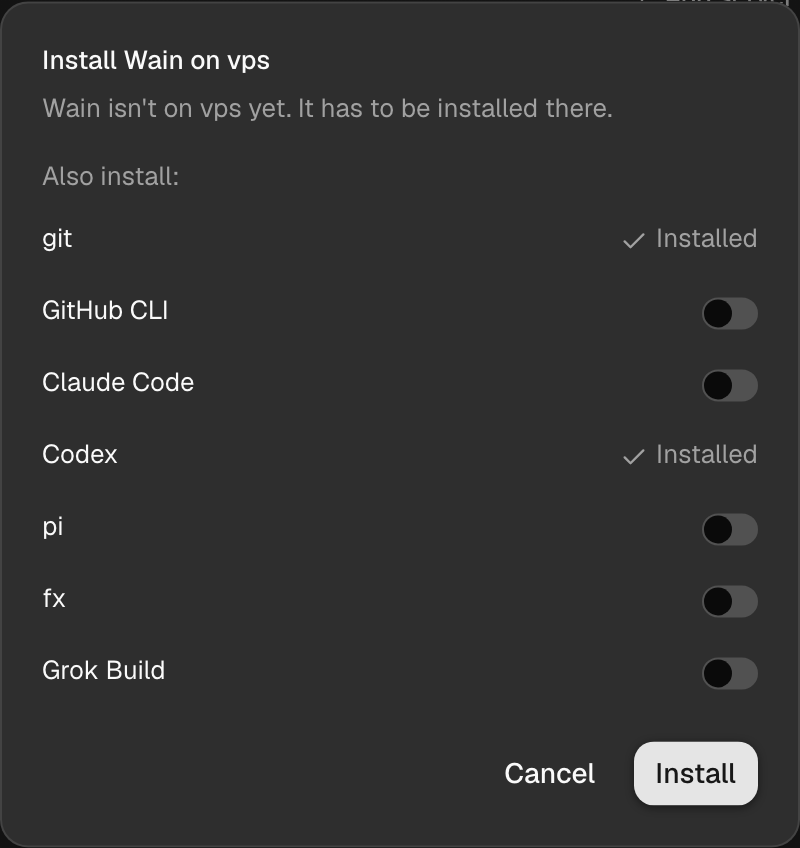 Install Wain on vps
Wain isn't on vps yet. It has to be installed there.
Also install:
git
Installed
GitHub CLI
Claude Code
Codex
Installed
pi
fx
Grok Build
Cancel
Install